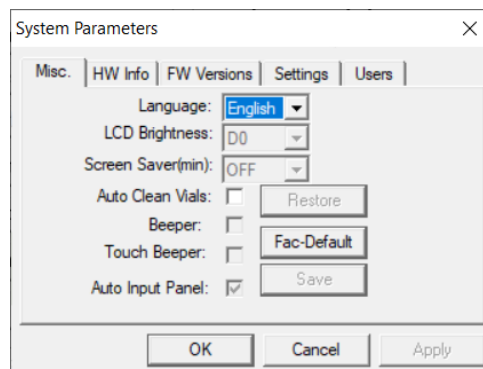 System Parameters
Misc. HW Info FW Versions Settings Users
Language: English
LCD Brightness: D0
Screen Saver(min): OFF
Auto Clean Vials: Restore
Beeper:
Fac-Default
Touch Beeper:
Save
Auto Input Panel:
OK Cancel Apply